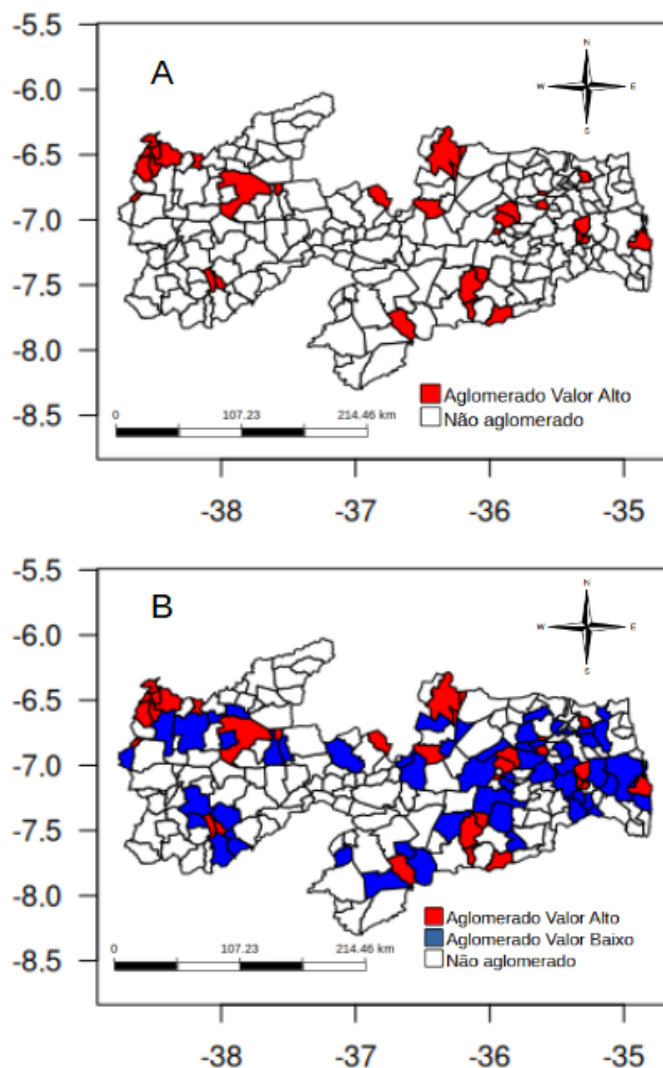 -5.5
A
N
-6.0
W E
S
-6.5
-7.0
-7.5
-8.0
Aglomerado Valor Alto
0 107.23 214.46 km
Não aglomerado
-8.5
-38 -37 -36 -35
-5.5
B
N
-6.0
W E
S
-6.5
-7.0
-7.5
-8.0
Aglomerado Valor Alto
0 107.23 214.46 km
Aglomerado Valor Baixo
Não aglomerado
-8.5
-38 -37 -36 -35